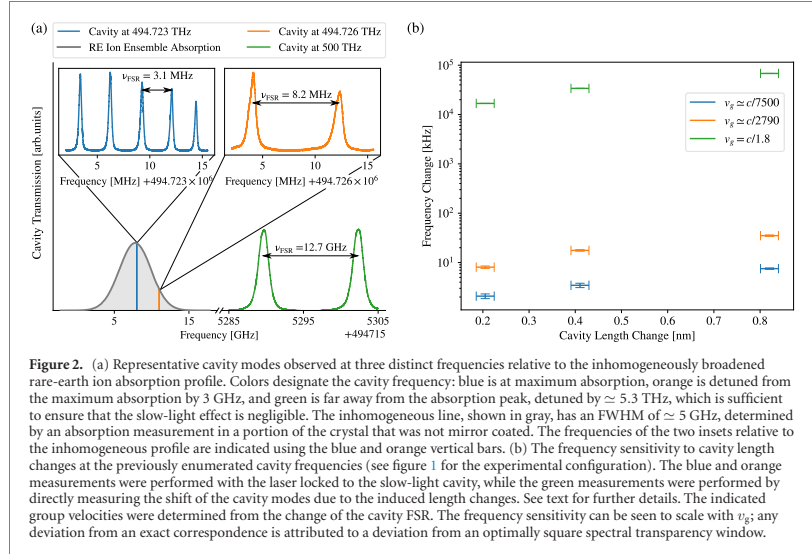 (a)
Cavity at 494.723 THz
Cavity at 494.726 THz
RE Ion Ensemble Absorption
Cavity at 500 THz
Cavity Transmission [arb.units]
ν_FSR = 3.1 MHz
ν_FSR = 8.2 MHz
5 10 15
5 10 15
Frequency [MHz] +494.723 × 10⁶
Frequency [MHz] +494.726 × 10⁶
ν_FSR =12.7 GHz
5 15 5285 5295 5305
Frequency [GHz]
+494715
(b)
Frequency Change [kHz]
10⁵
10⁴
10³
10²
10¹
v_g ≃ c/7500
v_g ≃ c/2790
v_g = c/1.8
0.2 0.3 0.4 0.5 0.6 0.7 0.8
Cavity Length Change [nm]
Figure 2. (a) Representative cavity modes observed at three distinct frequencies relative to the inhomogeneously broadened
rare-earth ion absorption profile. Colors designate the cavity frequency: blue is at maximum absorption, orange is detuned from
the maximum absorption by 3 GHz, and green is far away from the absorption peak, detuned by ≃ 5.3 THz, which is sufficient
to ensure that the slow-light effect is negligible. The inhomogeneous line, shown in gray, has an FWHM of ≃ 5 GHz, determined
by an absorption measurement in a portion of the crystal that was not mirror coated. The frequencies of the two insets relative to
the inhomogeneous profile are indicated using the blue and orange vertical bars. (b) The frequency sensitivity to cavity length
changes at the previously enumerated cavity frequencies (see figure 1 for the experimental configuration). The blue and orange
measurements were performed with the laser locked to the slow-light cavity, while the green measurements were performed by
directly measuring the shift of the cavity modes due to the induced length changes. See text for further details. The indicated
group velocities were determined from the change of the cavity FSR. The frequency sensitivity can be seen to scale with v_g; any
deviation from an exact correspondence is attributed to a deviation from an optimally square spectral transparency window.